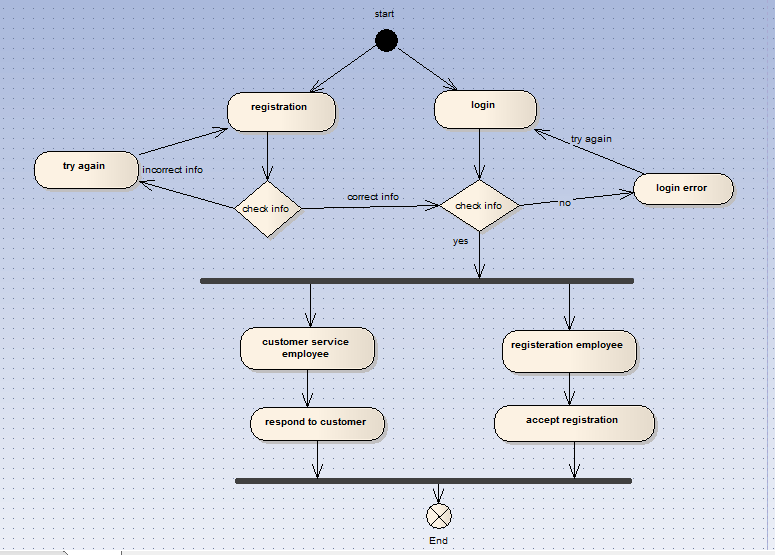 start
registration
login
try again
try again
incorrect info
login error
correct info
check info
check info
no
yes
customer service
employee
registeration employee
respond to customer
accept registration
End